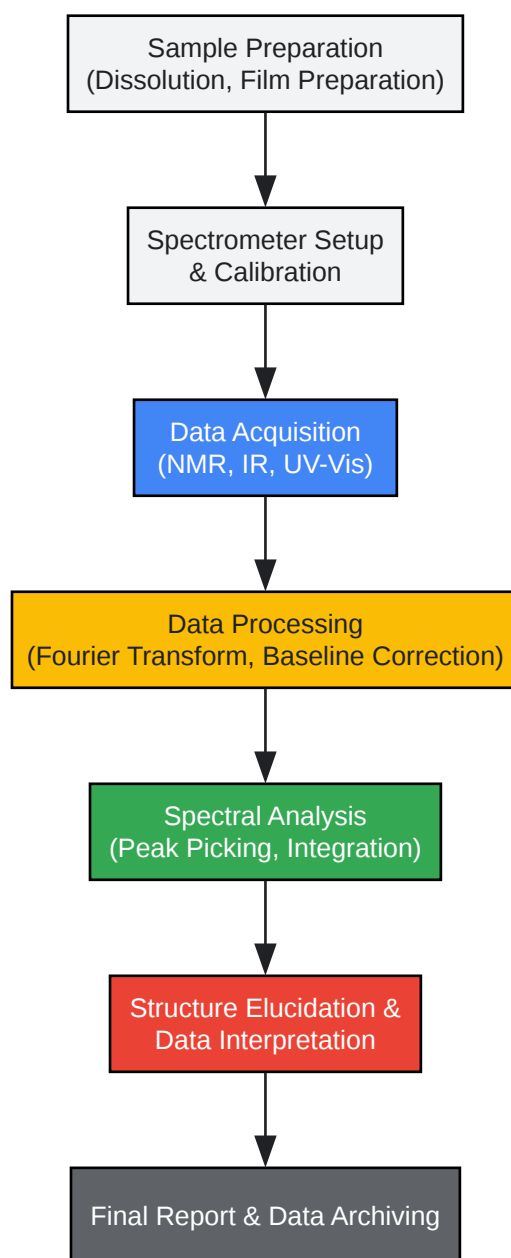 Sample Preparation
(Dissolution, Film Preparation)
Spectrometer Setup
& Calibration
Data Acquisition
(NMR, IR, UV-Vis)
Data Processing
(Fourier Transform, Baseline Correction)
Spectral Analysis
(Peak Picking, Integration)
Structure Elucidation &
Data Interpretation
Final Report & Data Archiving